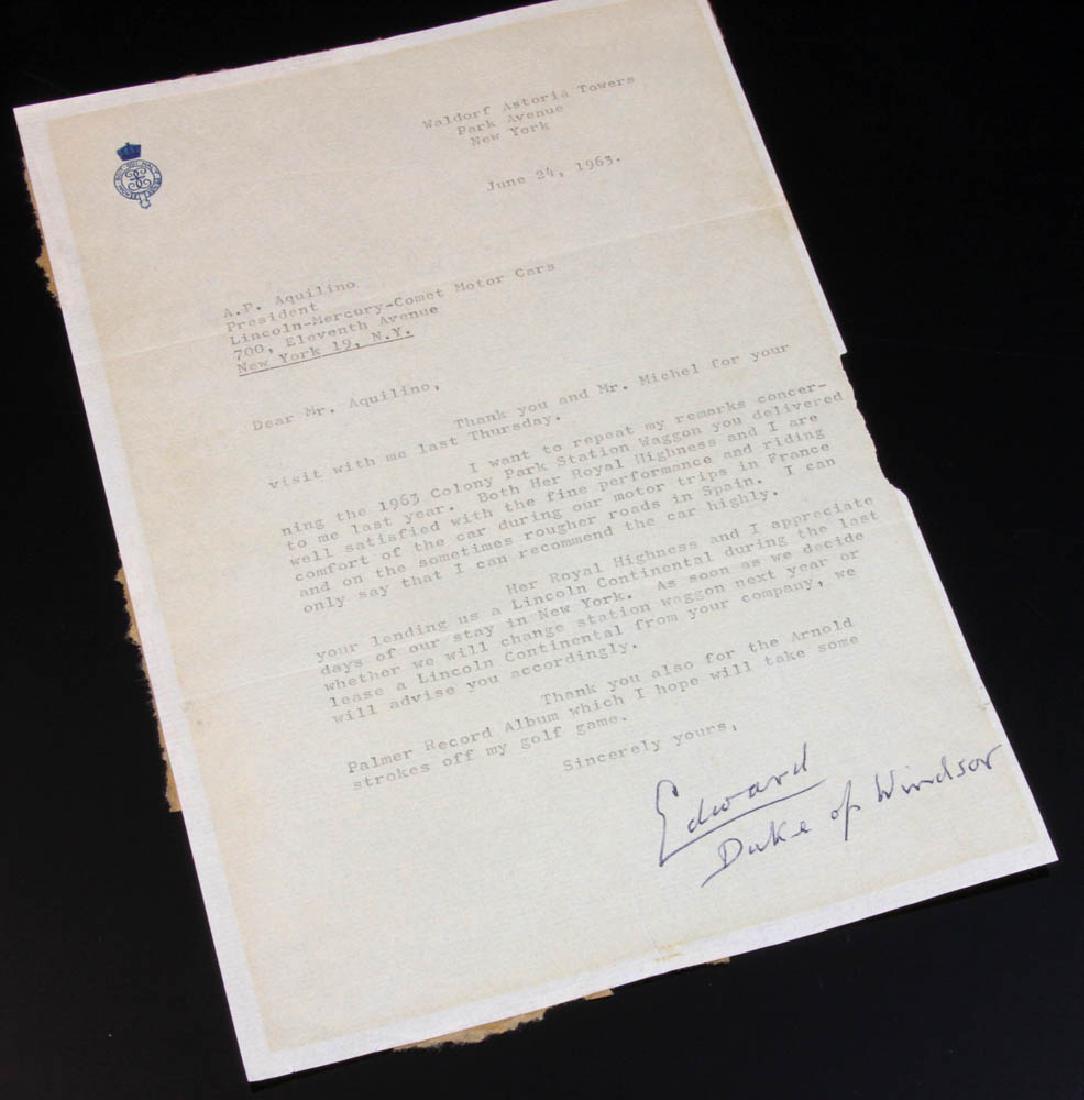 Waldorf Astoria Towers
Park Avenue
New York
June 24, 1963.
A.F. Aquilino
President
Lincoln-Mercury-Comet Motor Cars
700, Eleventh Avenue
New York 19, N.Y.
Dear Mr. Aquilino,
Thank you and Mr. Michel for your
visit with me last Thursday.
I want to repeat my remarks concer-
ning the 1963 Colony Park Station Waggon you delivered
to me last year. Both Her Royal Highness and I are
well satisfied with the fine performance and riding
comfort of the car during our motor trips in France
and on the sometimes rougher roads in Spain. I can
only say that I can recommend the car highly.
Her Royal Highness and I appreciate
your lending us a Lincoln Continental during the last
days of our stay in New York. As soon as we decide
whether we will change station waggon next year or
lease a Lincoln Continental from your company, we
will advise you accordingly.
Thank you also for the Arnold
Palmer Record Album which I hope will take some
strokes off my golf game.
Sincerely yours,
Edward
Duke of Windsor